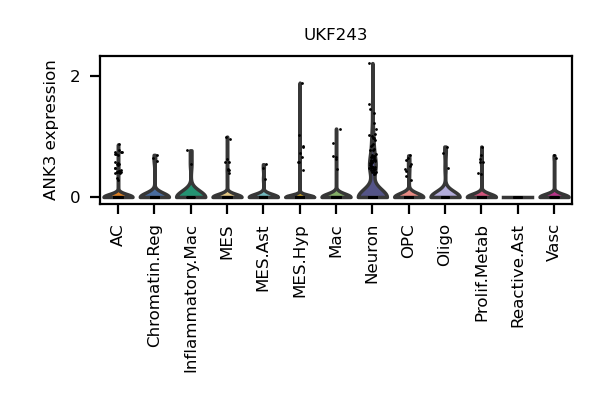 UKF243
ANK3 expression
2
0
AC
Chromatin.Reg
Inflammatory.Mac
MES
MES.Ast
MES.Hyp
Mac
Neuron
OPC
Oligo
Prolif.Metab
Reactive.Ast
Vasc